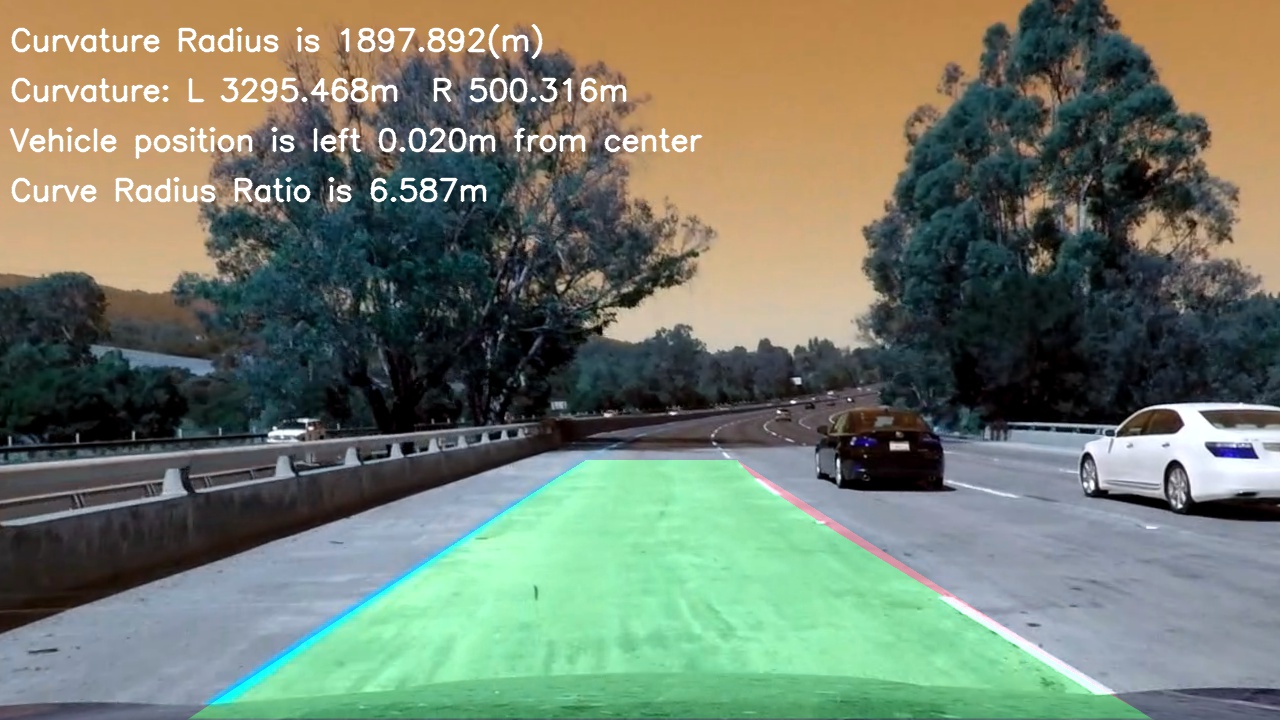 Curvature Radius is 1897.892(m)
Curvature: L 3295.468m R 500.316m
Vehicle position is left 0.020m from center
Curve Radius Ratio is 6.587m